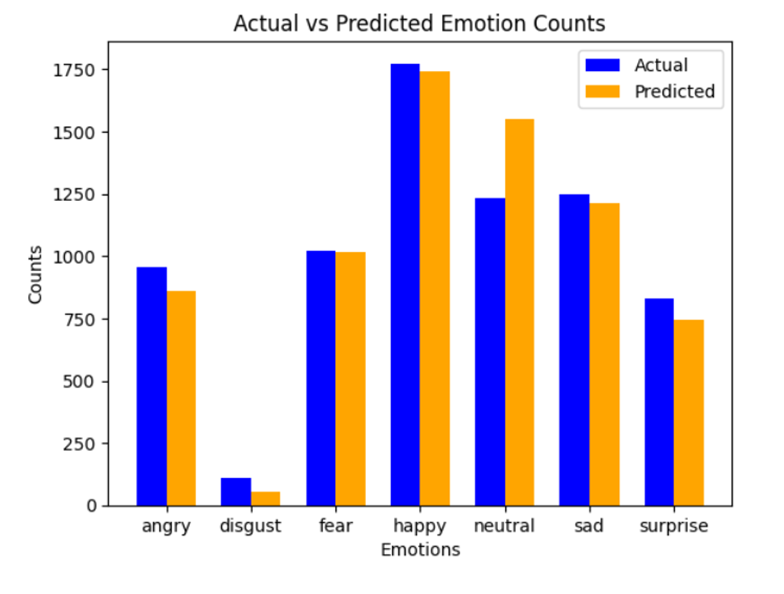 Actual vs Predicted Emotion Counts
Actual
Predicted
1750
1500
1250
1000
750
500
250
0
Counts
angry disgust fear happy neutral sad surprise
Emotions